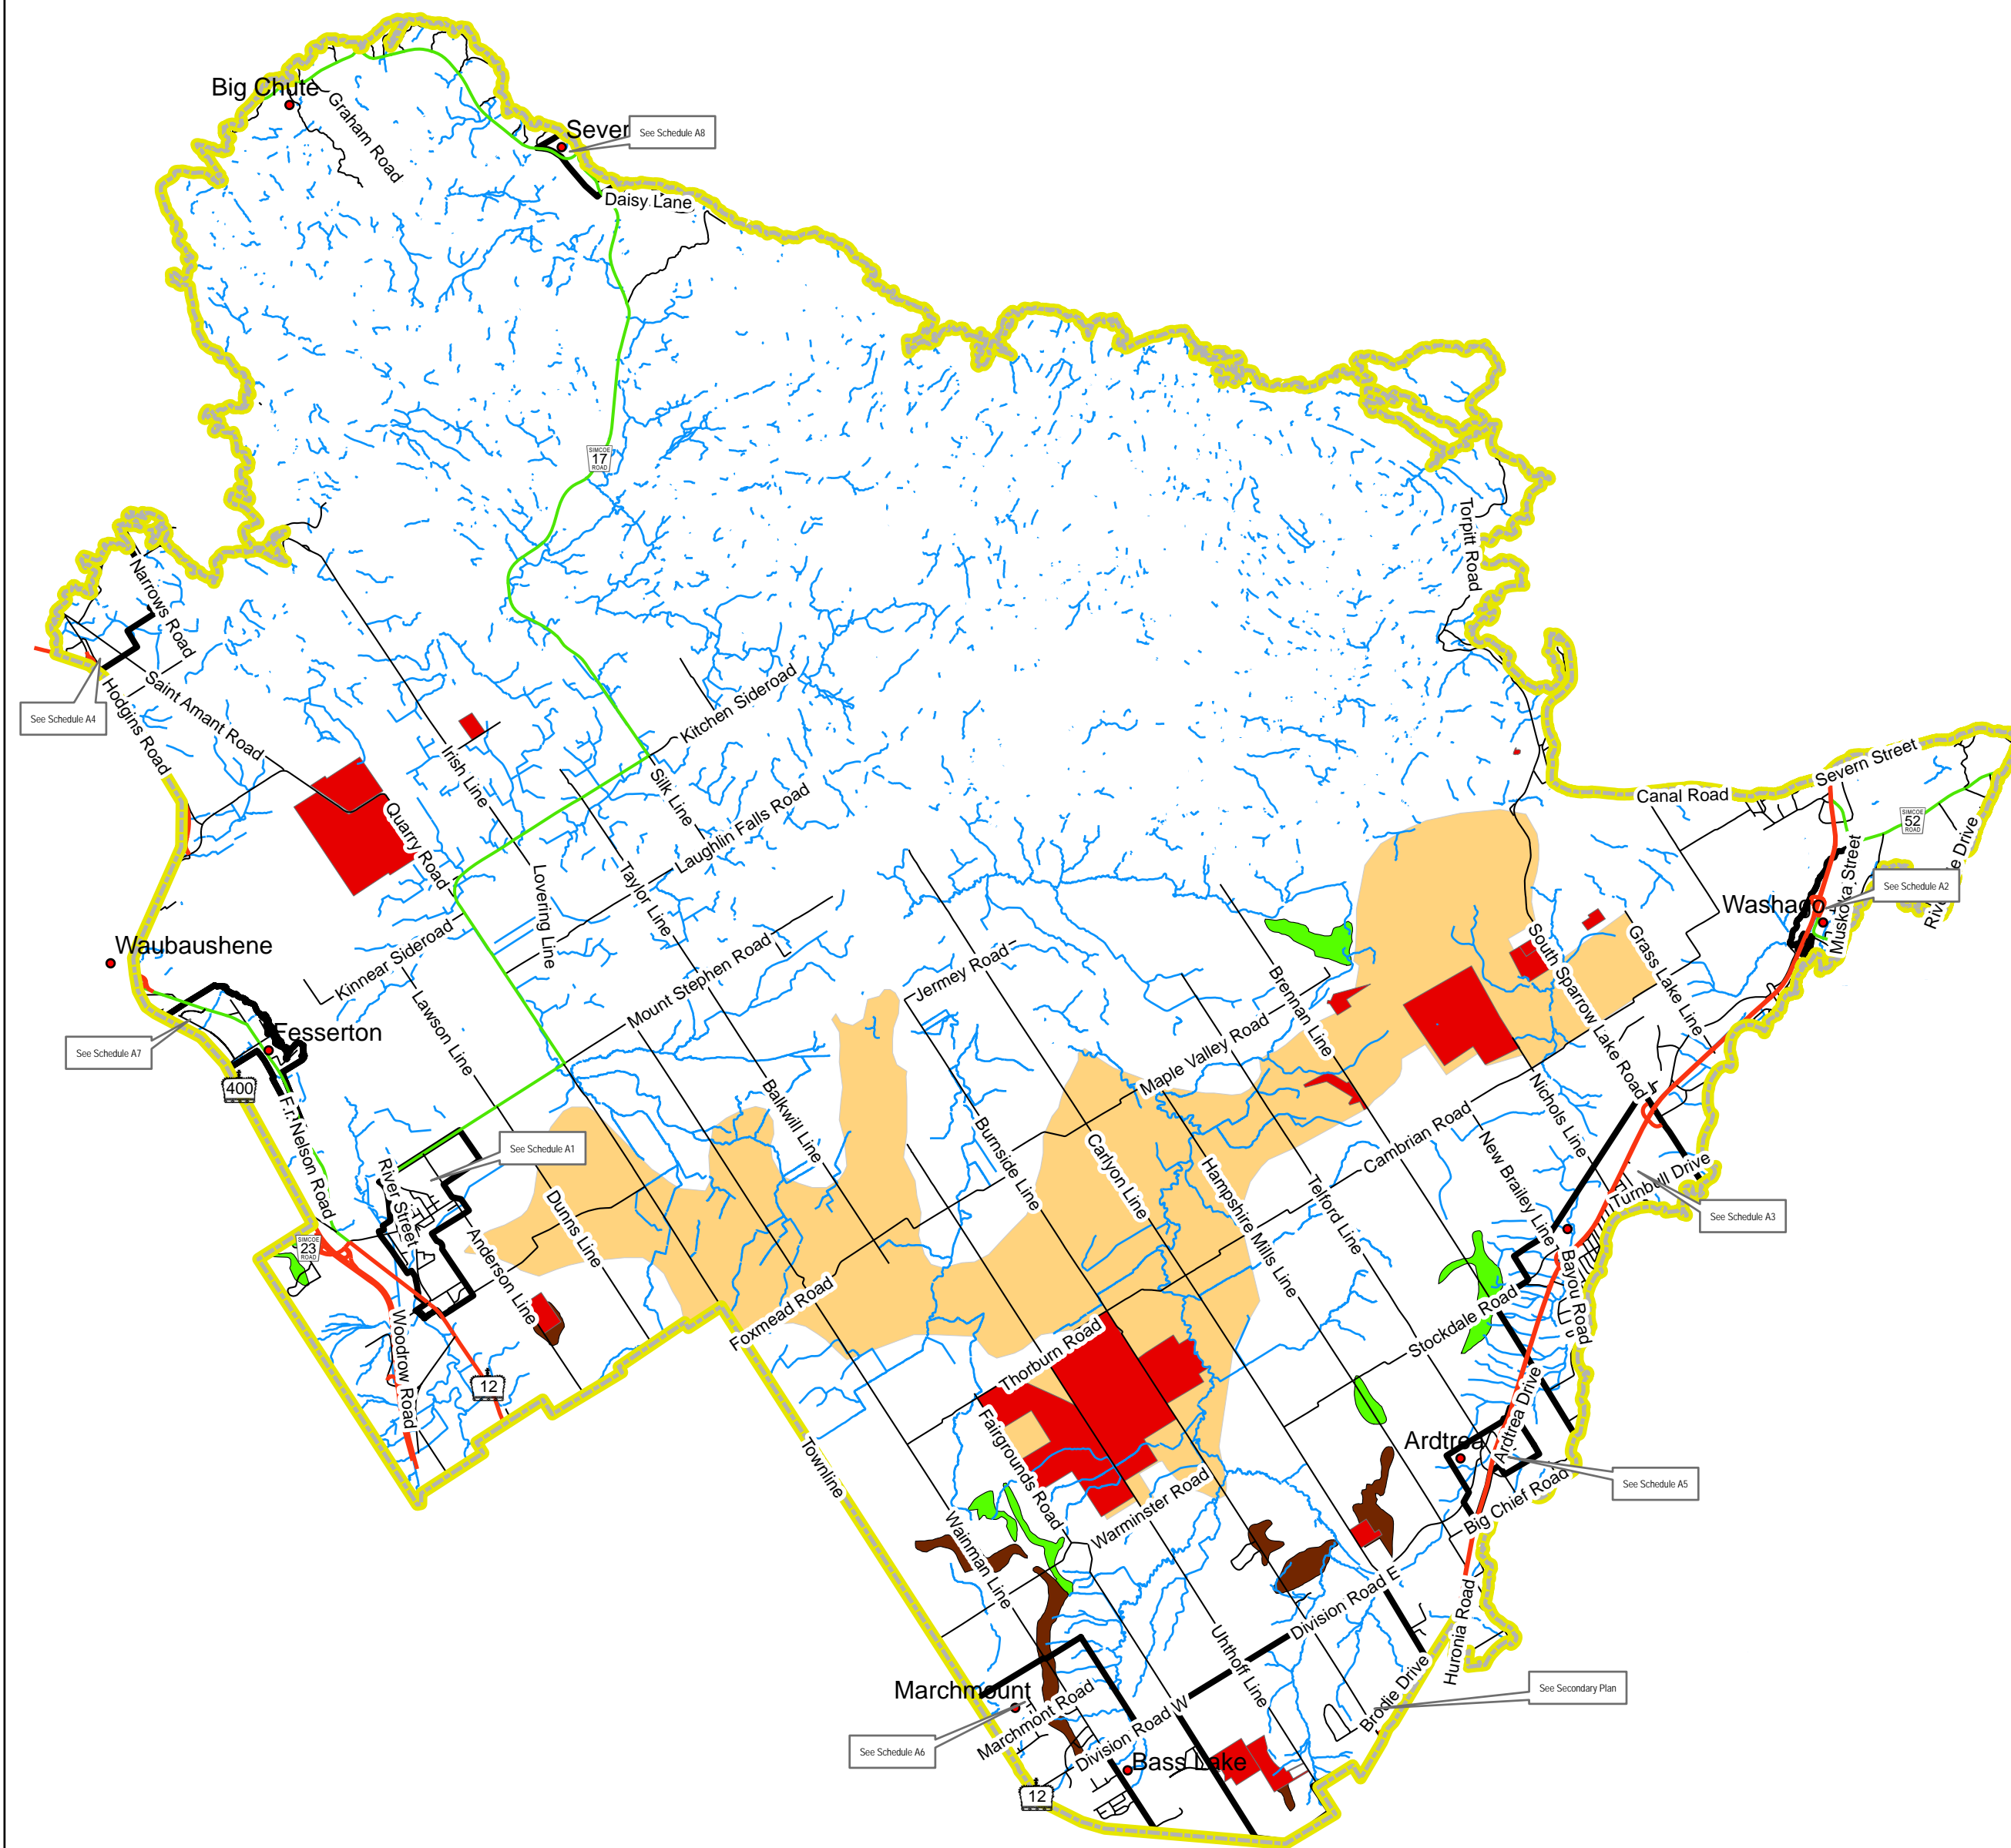 Big Chute
Graham Road
Sever
See Schedule A8
Daisy Lane
SIMCOE
17
ROAD
Torpitt Road
Narrows Road
Saint Amant Road
Hodgins Road
See Schedule A4
Kitchen Sideroad
Irish Line
Silk Line
Laughlin Falls Road
Quarry Road
Taylor Line
Lovering Line
Canal Road
Severn Street
SIMCOE
52
ROAD
Muskoka Street
See Schedule A2
Washago
Waubaushene
Kinnear Sideroad
Mount Stephen Road
Jermey Road
Brennan Line
South Sparrow Lake Road
Grass Lake Line
Lawson Line
Fesserton
See Schedule A7
400
Maple Valley Road
Balkwill Line
Burnside Line
Carlyon Line
Nichols Line
Cambrian Road
New Brailey Line
F.r. Nelson Road
River Street
See Schedule A1
Hampshire Mills Line
Telford Line
Turnbull Drive
See Schedule A3
SIMCOE
23
ROAD
Anderson Line
Dunns Line
Foxmead Road
Bayou Road
Stockdale Road
Woodrow Road
12
Thorburn Road
Fairgrounds Road
Townline
Ardtrea
Ardtrea Drive
See Schedule A5
Big Chief Road
Warminster Road
Wainman Line
Division Road E
Uhthoff Line
Huronia Road
Brodie Drive
See Secondary Plan
Marchmount
Marchmont Road
See Schedule A6
Division Road W
Bass Lake
12